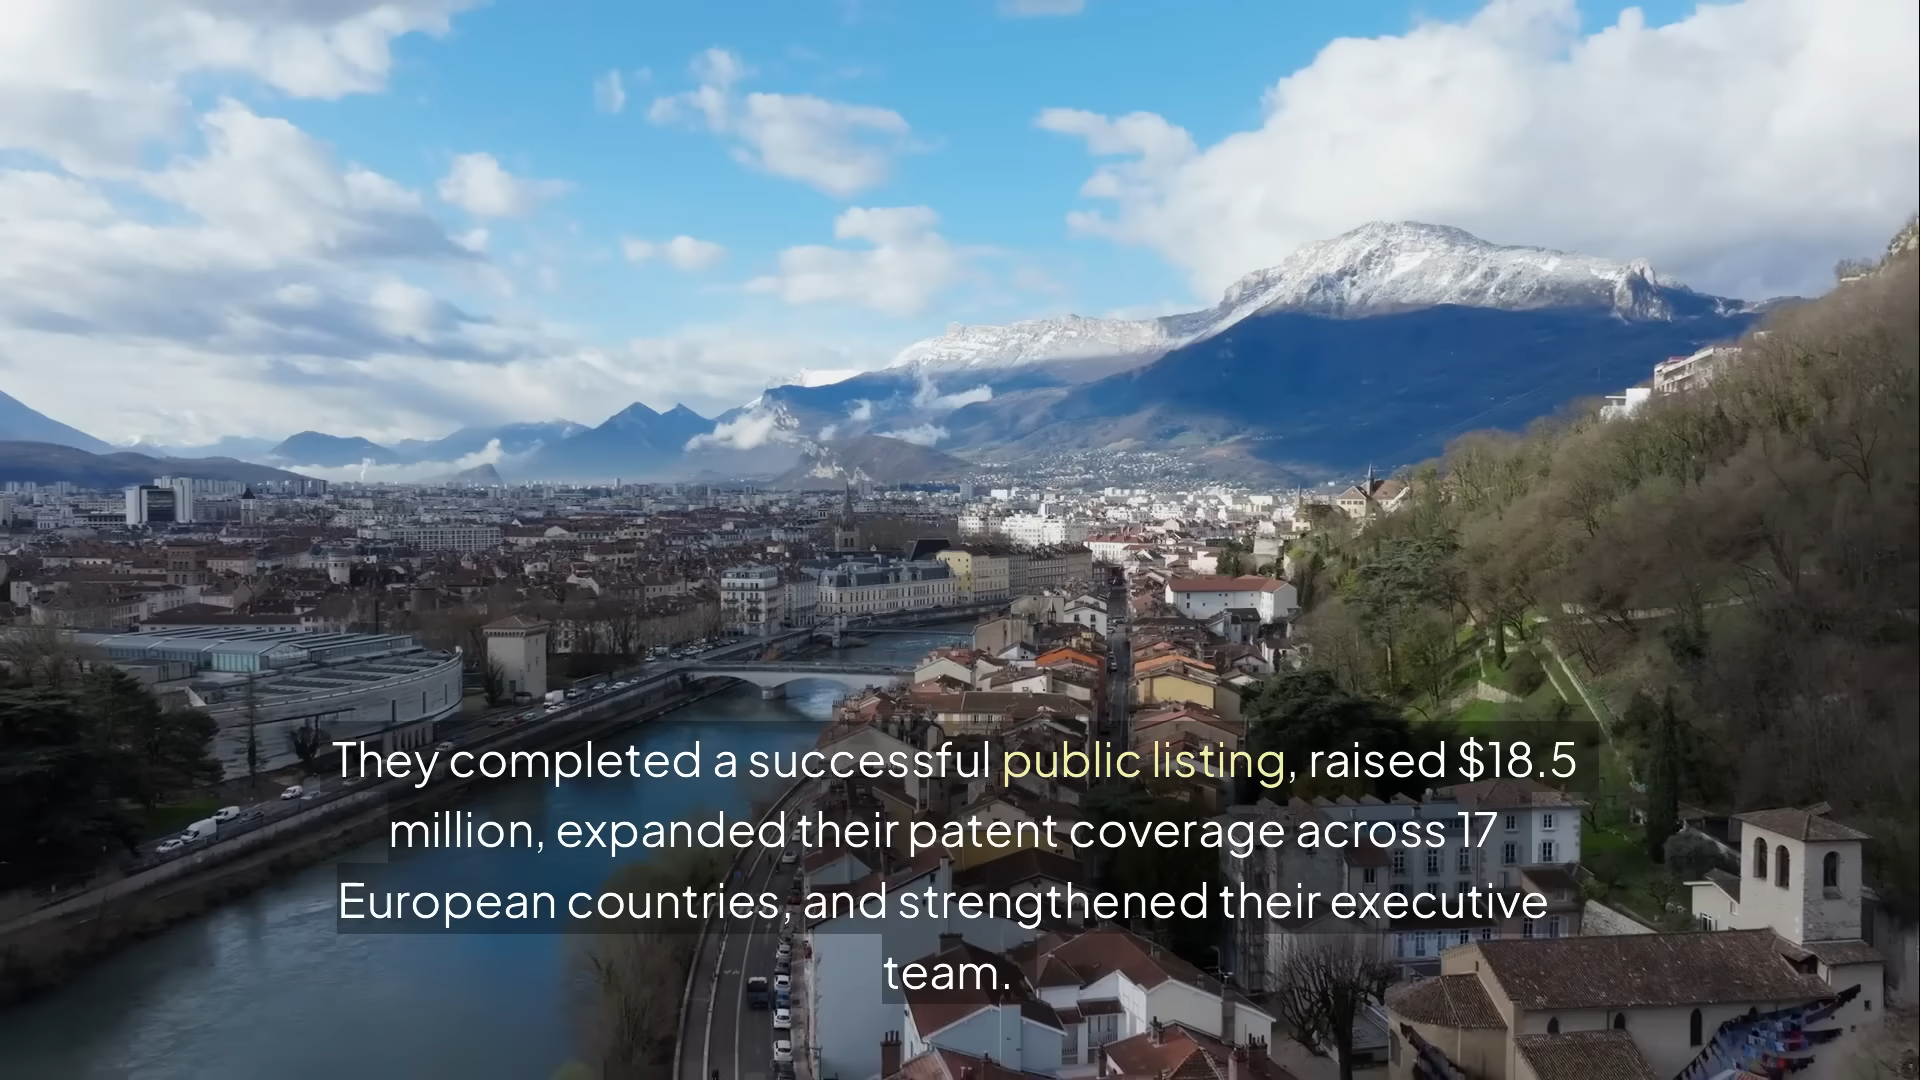 They completed a successful public listing, raised $18.5
million, expanded their patent coverage across 17
European countries, and strengthened their executive
team.